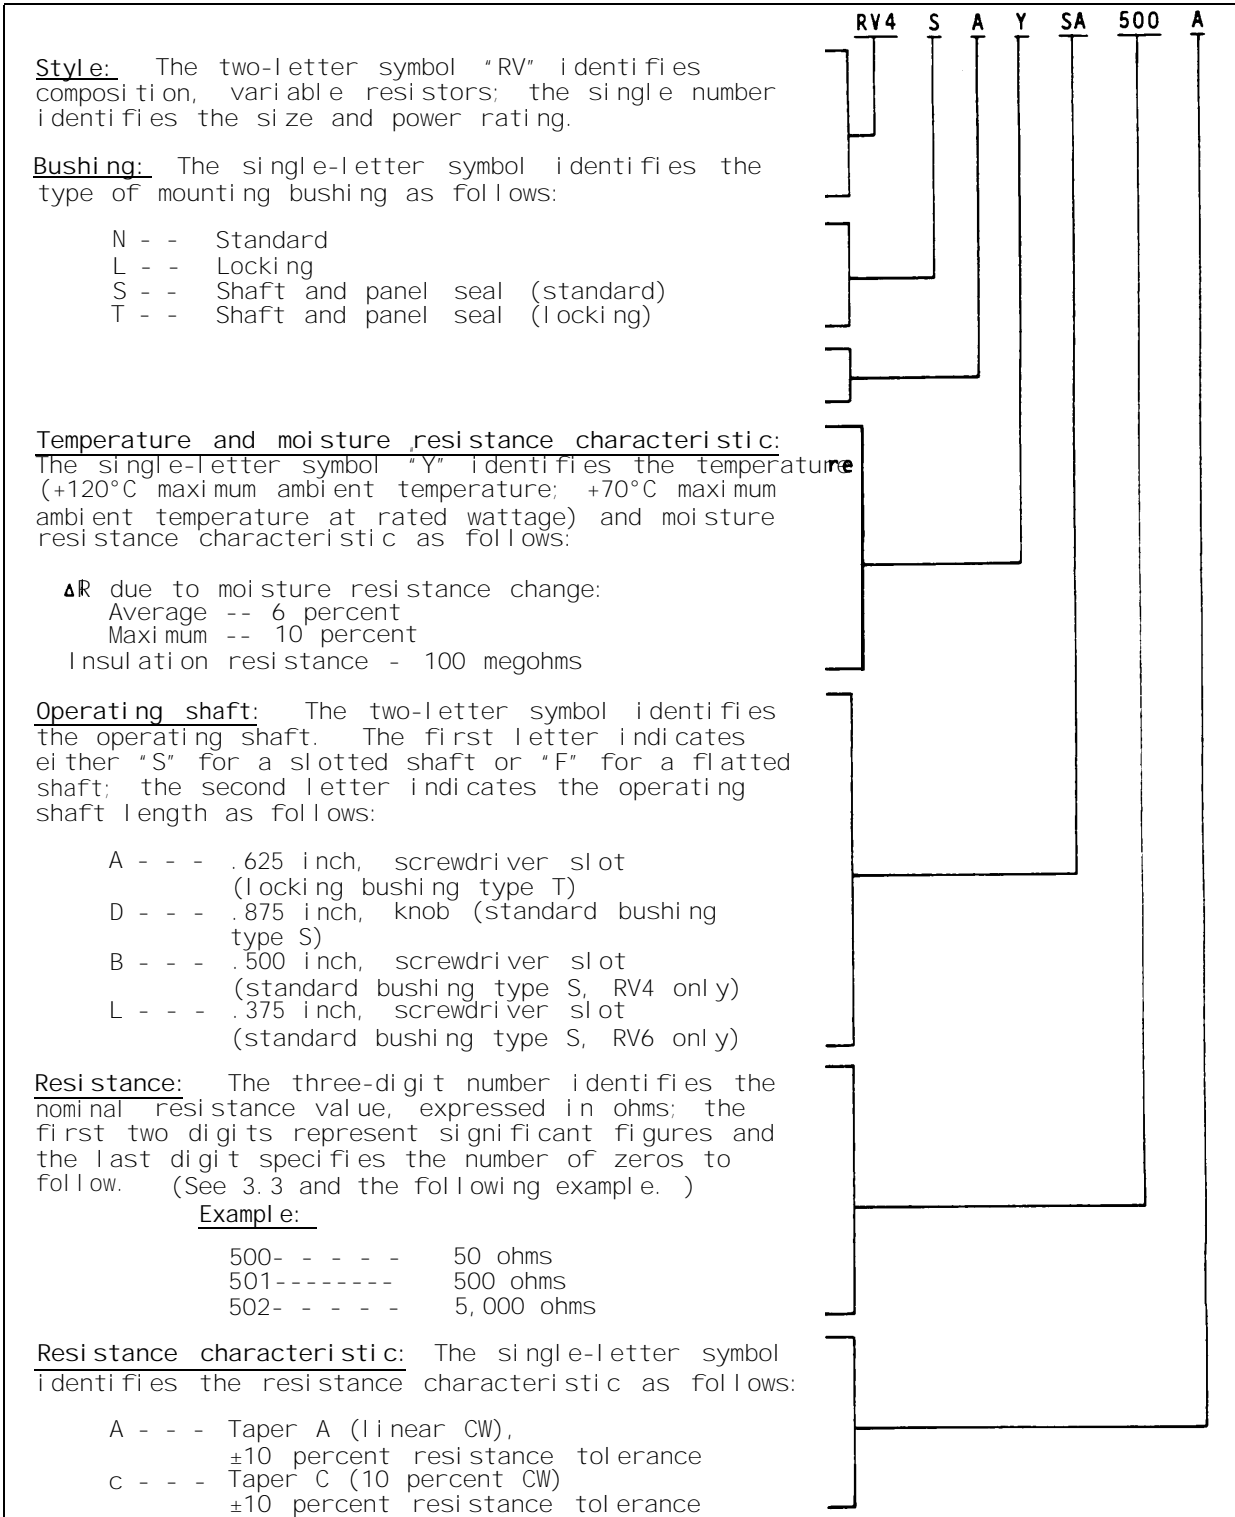 RV4 S A Y SA 500 A
Style: The two-letter symbol "RV" identifies
composition, variable resistors; the single number
identifies the size and power rating.
Bushing: The single-letter symbol identifies the
type of mounting bushing as follows:
N - - Standard
L - - Locking
S - - Shaft and panel seal (standard)
T - - Shaft and panel seal (locking)
Temperature and moisture resistance characteristic:
The single-letter symbol "Y" identifies the temperature
(+120°C maximum ambient temperature; +70°C maximum
ambient temperature at rated wattage) and moisture
resistance characteristic as follows:
ΔR due to moisture resistance change:
Average -- 6 percent
Maximum -- 10 percent
Insulation resistance - 100 megohms
Operating shaft: The two-letter symbol identifies
the operating shaft. The first letter indicates
either "S" for a slotted shaft or "F" for a flatted
shaft; the second letter indicates the operating
shaft length as follows:
A - - - .625 inch, screwdriver slot
(locking bushing type T)
D - - - .875 inch, knob (standard bushing
type S)
B - - - .500 inch, screwdriver slot
(standard bushing type S, RV4 only)
L - - - .375 inch, screwdriver slot
(standard bushing type S, RV6 only)
Resistance: The three-digit number identifies the
nominal resistance value, expressed in ohms; the
first two digits represent significant figures and
the last digit specifies the number of zeros to
follow. (See 3.3 and the following example. )
Example:
500- - - - - 50 ohms
501-------- 500 ohms
502- - - - - 5,000 ohms
Resistance characteristic: The single-letter symbol
identifies the resistance characteristic as follows:
A - - - Taper A (linear CW),
±10 percent resistance tolerance
c - - - Taper C (10 percent CW)
±10 percent resistance tolerance